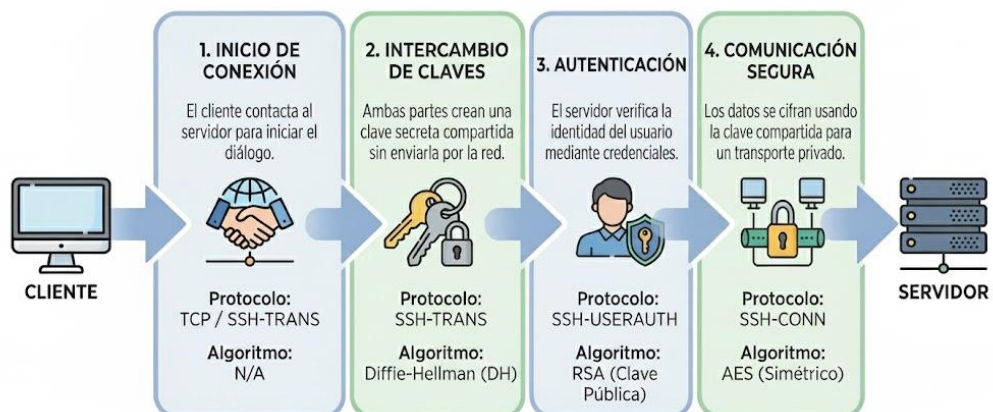 1. INICIO DE
CONEXIÓN
El cliente contacta al
servidor para iniciar el
diálogo.
Protocolo:
TCP / SSH-TRANS
Algoritmo:
N/A
2. INTERCAMBIO
DE CLAVES
Ambas partes crean una
clave secreta compartida
sin enviarla por la red.
Protocolo:
SSH-TRANS
Algoritmo:
Diffie-Hellman (DH)
3. AUTENTICACIÓN
El servidor verifica la
identidad del usuario
mediante credenciales.
Protocolo:
SSH-USERAUTH
Algoritmo:
RSA (Clave
Pública)
4. COMUNICACIÓN
SEGURA
Los datos se cifran usando
la clave compartida para
un transporte privado.
Protocolo:
SSH-CONN
Algoritmo:
AES (Simétrico)
CLIENTE
SERVIDOR